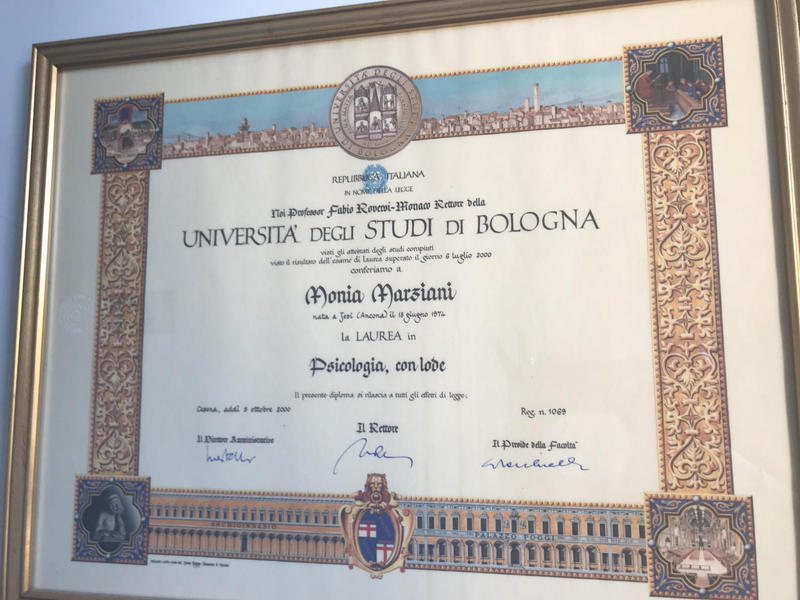 REPUBBLICA ITALIANA
IN NOME DELLA LEGGE
Noi Professor Fabio Roversi-Monaco Rettore della
UNIVERSITA' DEGLI STUDI DI BOLOGNA
visti gli attestati degli studi compiuti
visto il risultato dell'esame di laurea superato il giorno 6 luglio 2000
conferiamo a
Monia Marziani
nata a Jesi (Ancona) il 18 giugno 1974
la LAUREA in
Psicologia, con lode
Il presente diploma si rilascia a tutti gli effetti di legge:
Cesena, addì 5 ottobre 2000
Reg. n. 1069
Il Direttore Amministrativo
Il Rettore
Il Preside della Facoltà
ARCHIGINNASIO
PALAZZO POGGI